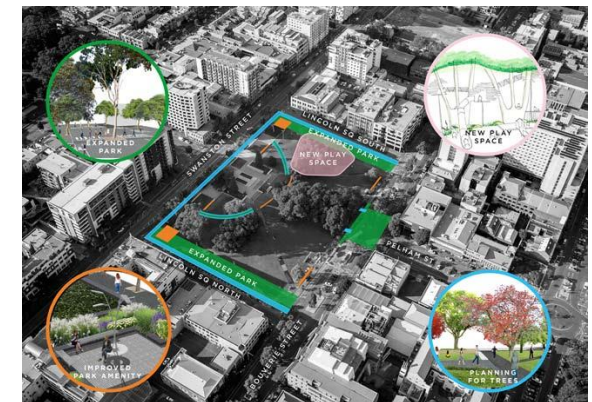 EXPANDED
PARK
NEW PLAY
SPACE
SWANSTON STREET
LINCOLN SQ SOUTH
EXPANDED PARK
NEW PLAY
SPACE
PELHAM ST
EXPANDED PARK
LINCOLN SQ NORTH
BOUVERIE STREET
IMPROVED
PARK AMENITY
PLANNING
FOR TREES